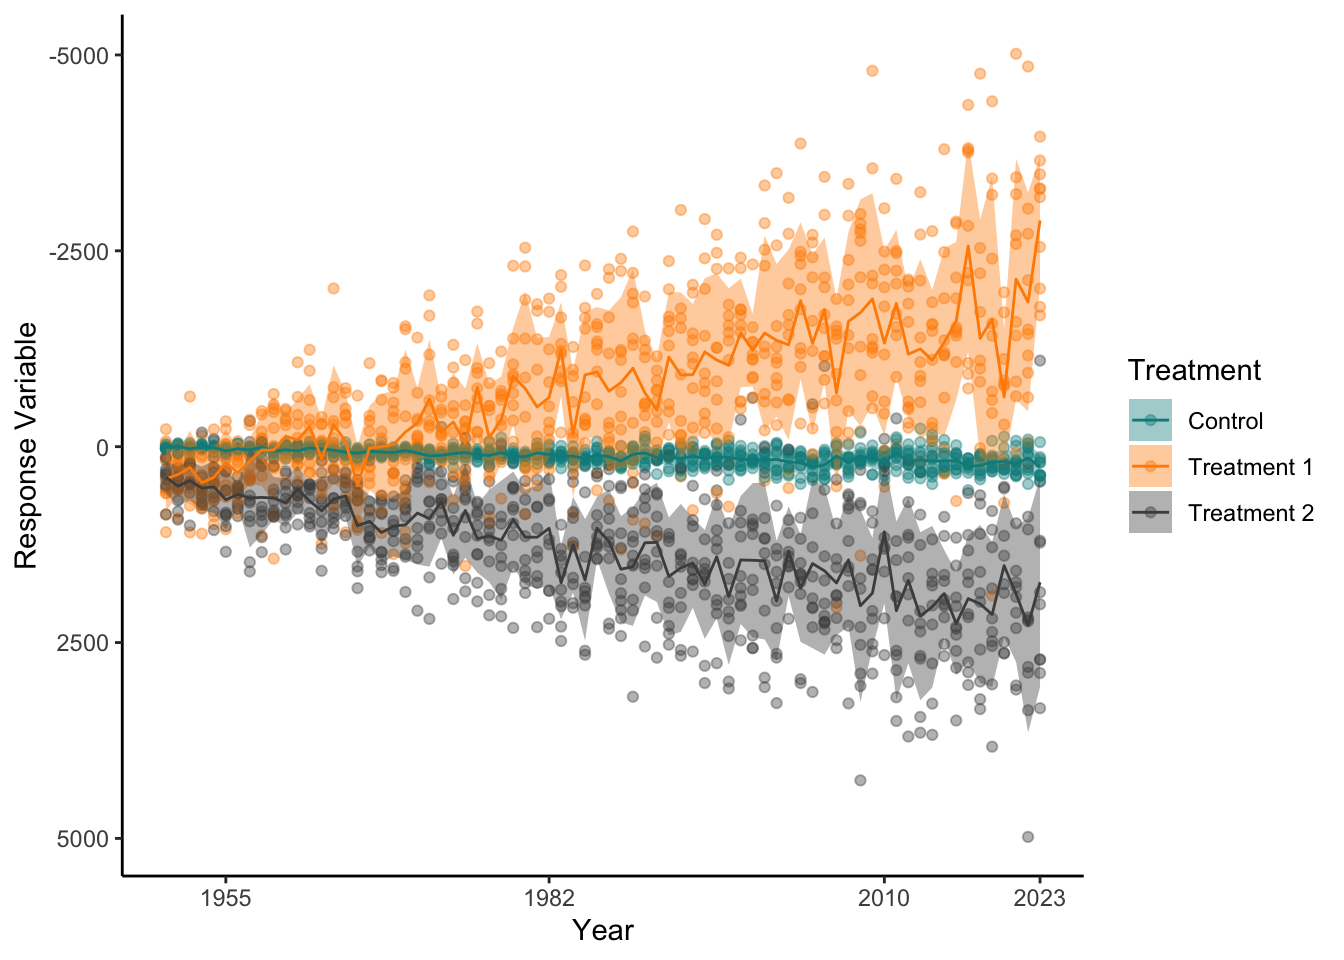 -5000
-2500
0
2500
5000
Response Variable
1955
1982
2010
2023
Year
Treatment
Control
Treatment 1
Treatment 2